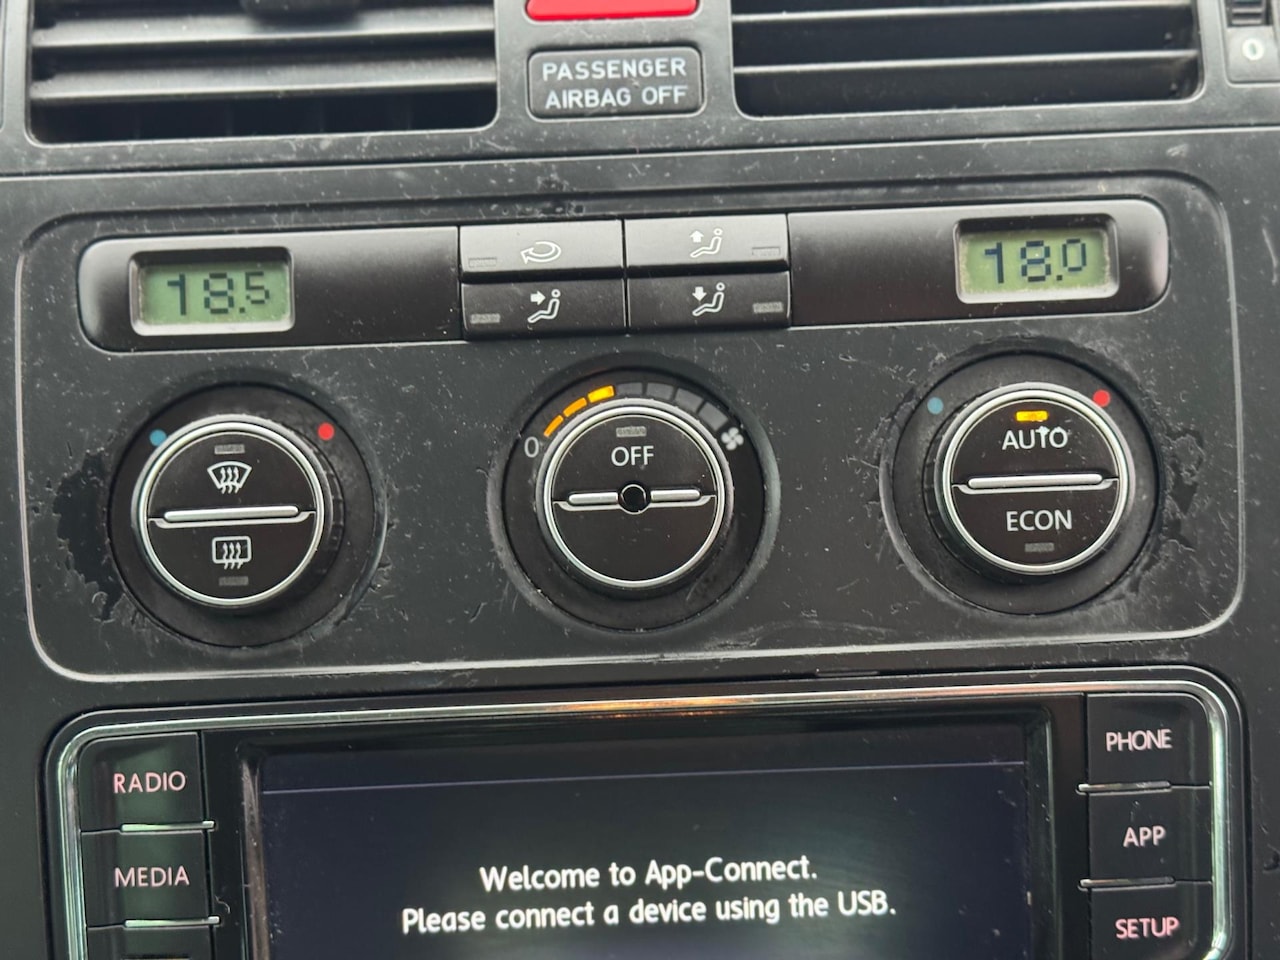 PASSENGER
AIRBAG OFF
0
18.5
18.0
0
OFF
AUTO
ECON
RADIO
PHONE
MEDIA
APP
SETUP
Welcome to App-Connect.
Please connect a device using the USB.